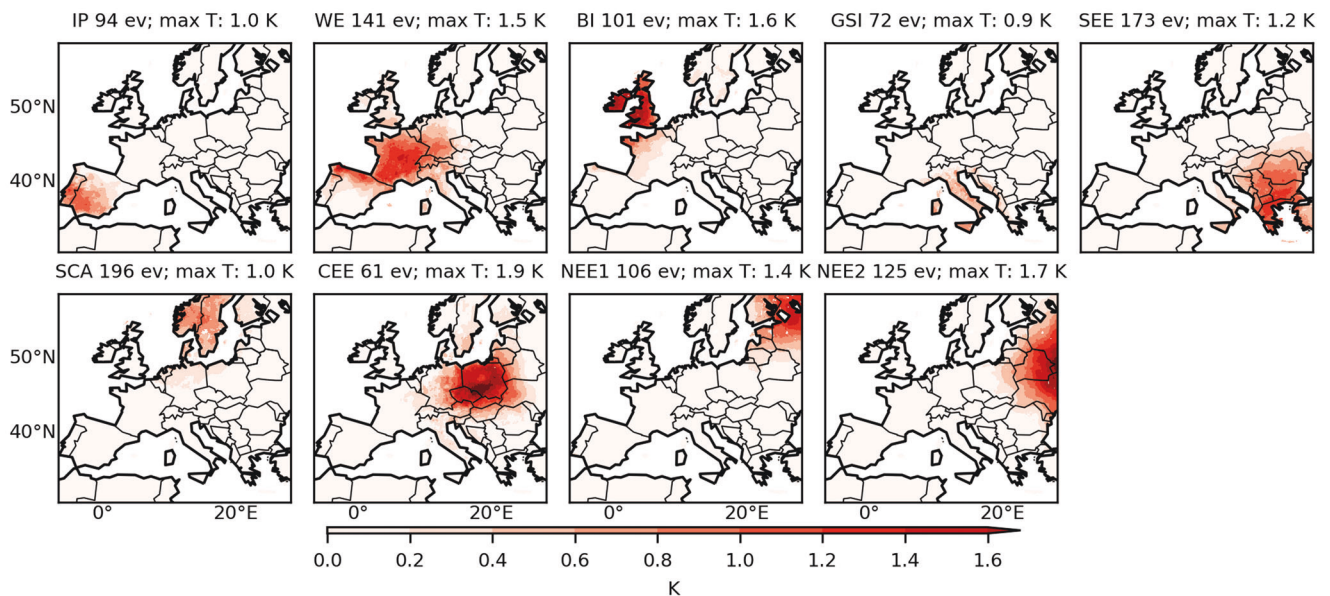 IP 94 ev; max T: 1.0 K
WE 141 ev; max T: 1.5 K
BI 101 ev; max T: 1.6 K
GSI 72 ev; max T: 0.9 K
SEE 173 ev; max T: 1.2 K
50°N
40°N
SCA 196 ev; max T: 1.0 K
CEE 61 ev; max T: 1.9 K
NEE1 106 ev; max T: 1.4 K
NEE2 125 ev; max T: 1.7 K
50°N
40°N
0° 20°E
0° 20°E
0° 20°E
0° 20°E
0.0 0.2 0.4 0.6 0.8 1.0 1.2 1.4 1.6
K